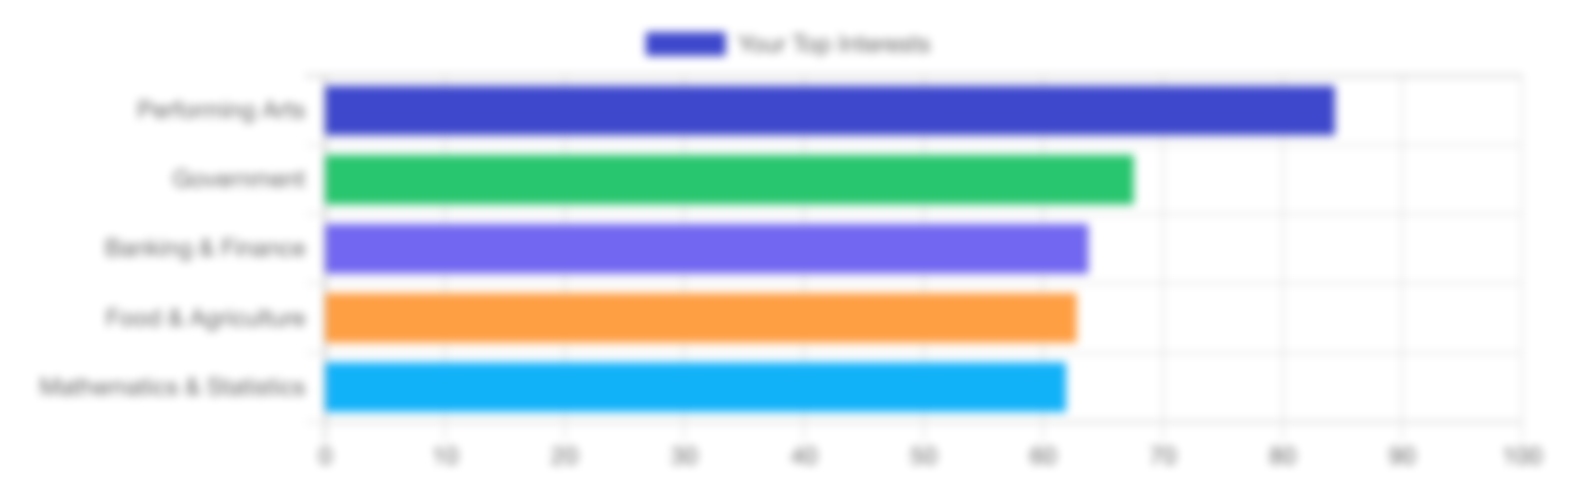 Your Top Interests
Performing Arts
Government
Banking & Finance
Food & Agriculture
Mathematics & Statistics
0 10 20 30 40 50 60 70 80 90 100